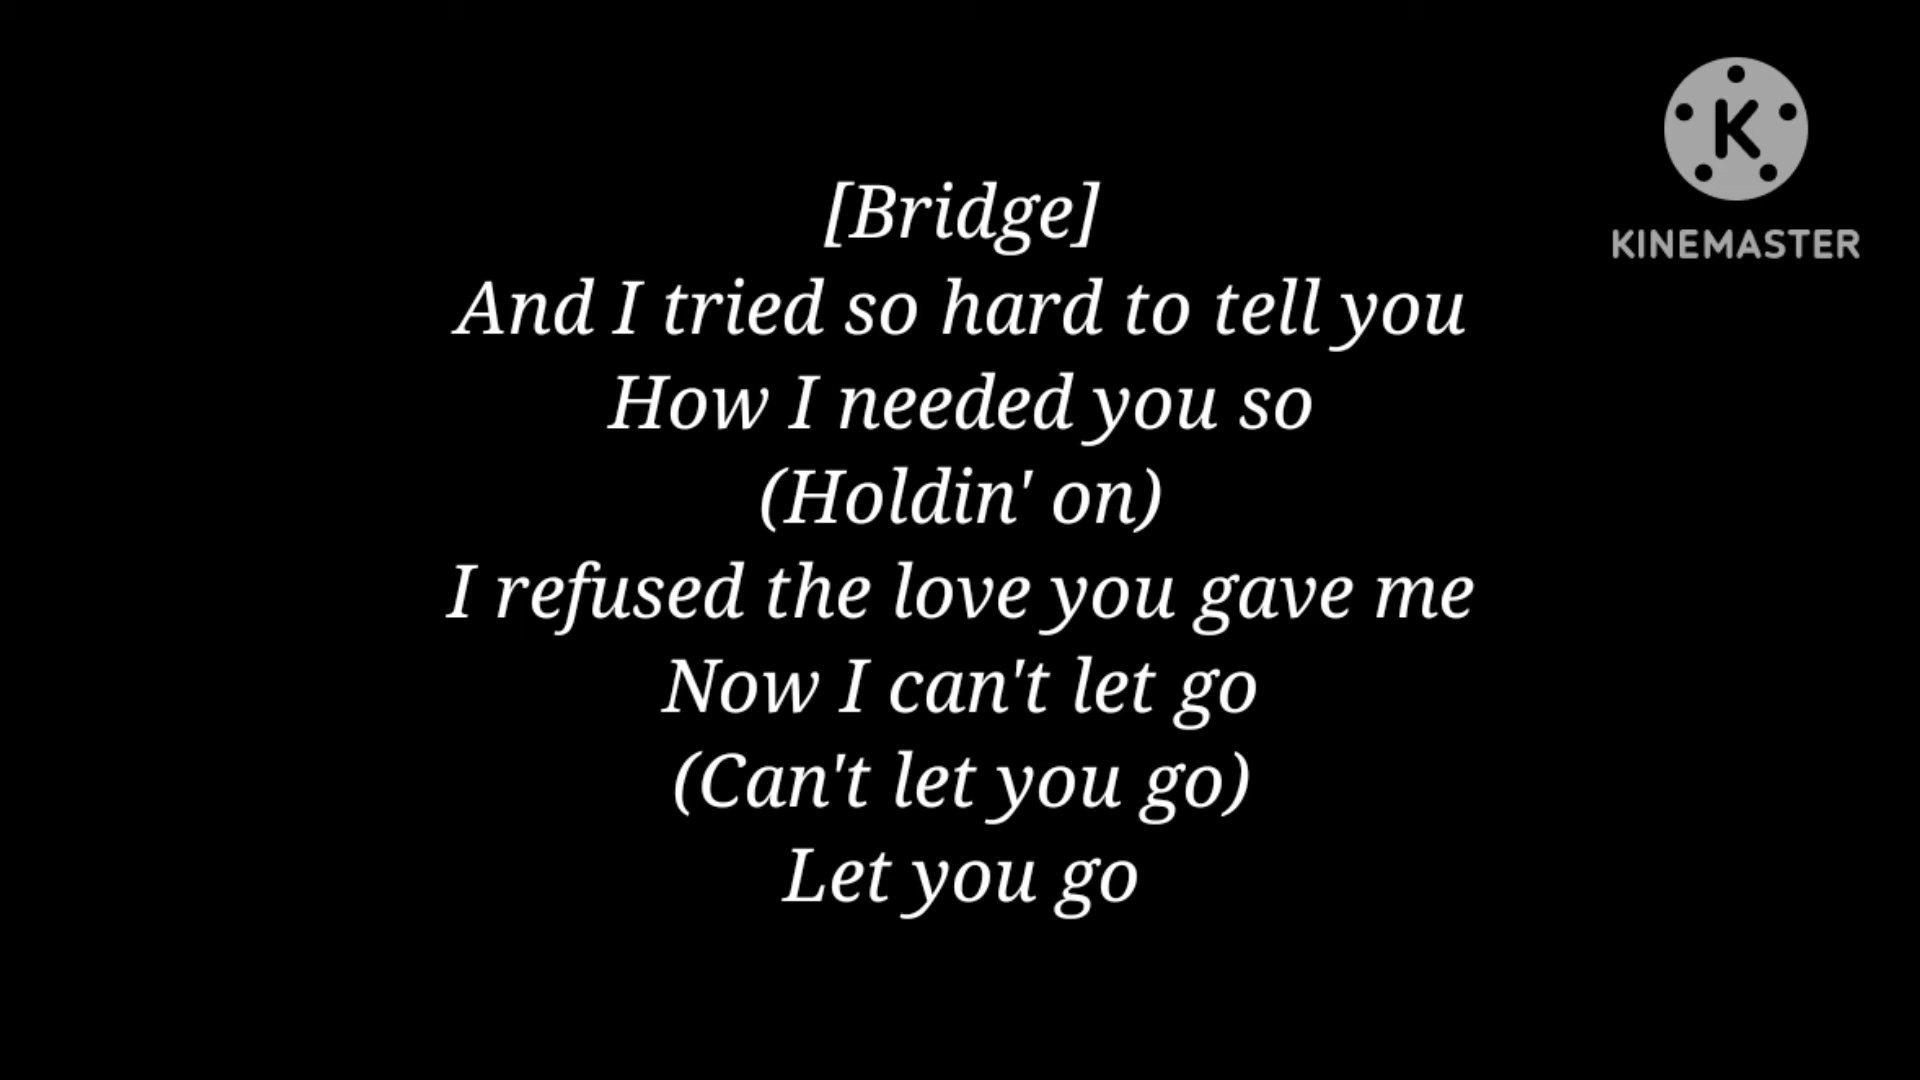 [Bridge]
And I tried so hard to tell you
How I needed you so
(Holdin' on)
I refused the love you gave me
Now I can't let go
(Can't let you go)
Let you go
K
KINEMASTER